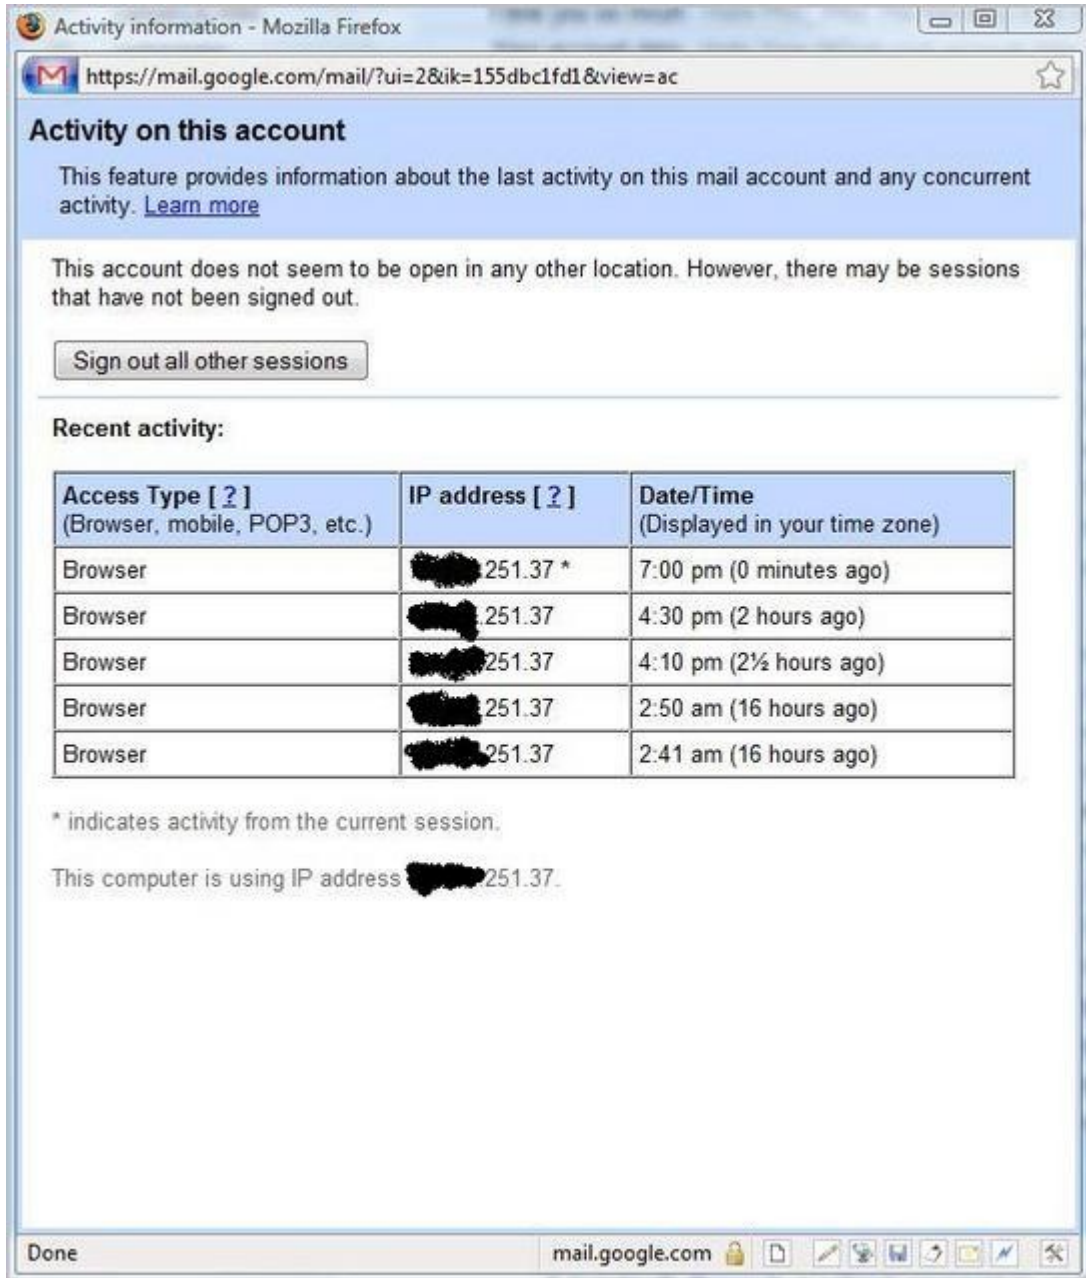 Activity information - Mozilla Firefox
https://mail.google.com/mail/?ui=2&ik=155dbc1fd1&view=ac
Activity on this account
This feature provides information about the last activity on this mail account and any concurrent
activity. Learn more
This account does not seem to be open in any other location. However, there may be sessions
that have not been signed out.
Sign out all other sessions
Recent activity:
Access Type [ ? ] IP address [ ? ] Date/Time
(Browser, mobile, POP3, etc.) (Displayed in your time zone)
Browser 251.37 * 7:00 pm (0 minutes ago)
Browser .251.37 4:30 pm (2 hours ago)
Browser 251.37 4:10 pm (2½ hours ago)
Browser 251.37 2:50 am (16 hours ago)
Browser 251.37 2:41 am (16 hours ago)
* indicates activity from the current session.
This computer is using IP address 251.37.
Done mail.google.com